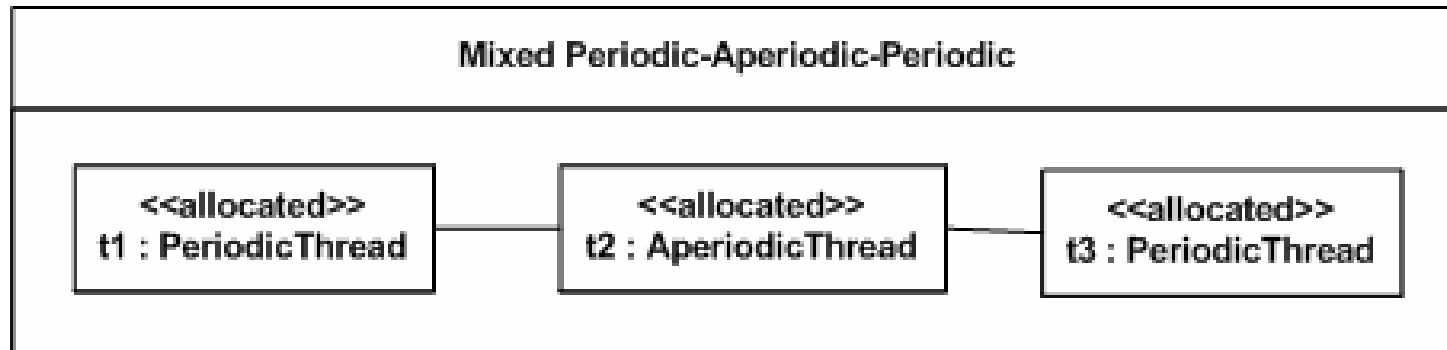 Mixed Periodic-Aperiodic-Periodic
<<allocated>>
t1 : PeriodicThread
<<allocated>>
t2 : AperiodicThread
<<allocated>>
t3 : PeriodicThread